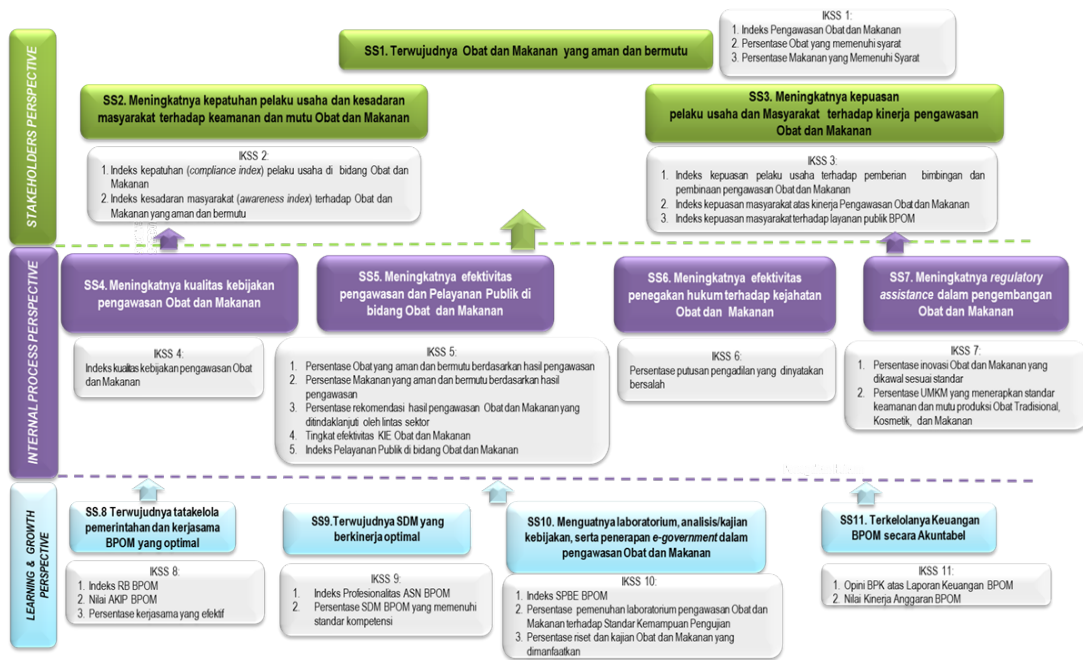 STAKEHOLDERS PERSPECTIVE
SS1. Terwujudnya Obat dan Makanan yang aman dan bermutu
IKSS 1:
1. Indeks Pengawasan Obat dan Makanan
2. Persentase Obat yang memenuhi syarat
3. Persentase Makanan yang Memenuhi Syarat
SS2. Meningkatnya kepatuhan pelaku usaha dan kesadaran
masyarakat terhadap keamanan dan mutu Obat dan Makanan
IKSS 2:
1. Indeks kepatuhan (compliance index) pelaku usaha di bidang Obat dan
Makanan
2. Indeks kesadaran masyarakat (awareness index) terhadap Obat dan
Makanan yang aman dan bermutu
SS3. Meningkatnya kepuasan
pelaku usaha dan Masyarakat terhadap kinerja pengawasan
Obat dan Makanan
IKSS 3:
1. Indeks kepuasan pelaku usaha terhadap pemberian bimbingan dan
pembinaan pengawasan Obat dan Makanan
2. Indeks kepuasan masyarakat atas kinerja Pengawasan Obat dan Makanan
3. Indeks kepuasan masyarakat terhadap layanan publik BPOM
INTERNAL PROCESS PERSPECTIVE
SS4. Meningkatnya kualitas kebijakan
pengawasan Obat dan Makanan
IKSS 4:
Indeks kualitas kebijakan pengawasan Obat
dan Makanan
SS5. Meningkatnya efektivitas
pengawasan dan Pelayanan Publik di
bidang Obat dan Makanan
IKSS 5:
1. Persentase Obat yang aman dan bermutu berdasarkan hasil pengawasan
2. Persentase Makanan yang aman dan bermutu berdasarkan hasil
pengawasan
3. Persentase rekomendasi hasil pengawasan Obat dan Makanan yang
ditindaklanjuti oleh lintas sektor
4 Tingkat efektivitas KIE Obat dan Makanan
5. Indeks Pelayanan Publik di bidang Obat dan Makanan
SS6. Meningkatnya efektivitas
penegakan hukum terhadap kejahatan
Obat dan Makanan
IKSS 6:
Persentase putusan pengadilan yang dinyatakan
bersalah
SS7. Meningkatnya regulatory
assistance dalam pengembangan
Obat dan Makanan
IKSS 7:
1. Persentase inovasi Obat dan Makanan yang
dikawal sesuai standar
2. Persentase UMKM yang menerapkan standar
keamanan dan mutu produksi Obat Tradisional,
Kosmetik, dan Makanan
LEARNING & GROWTH
PERSPECTIVE
SS.8 Terwujudnya tatakelola
pemerintahan dan kerjasama
BPOM yang optimal
IKSS 8:
1. Indeks RB BPOM
2. Nilai AKIP BPOM
3. Persentase kerjasama yang efektif
SS9.Terwujudnya SDM yang
berkinerja optimal
IKSS 9:
1. Indeks Profesionalitas ASN BPOM
2. Persentase SDM BPOM yang memenuhi
standar kompetensi
SS10. Menguatnya laboratorium, analisis/kajian
kebijakan, serta penerapan e-government dalam
pengawasan Obat dan Makanan
IKSS 10:
1. Indeks SPBE BPOM
2. Persentase pemenuhan laboratorium pengawasan Obat dan
Makanan terhadap Standar Kemampuan Pengujian
3. Persentase riset dan kajian Obat dan Makanan yang
dimanfaatkan
SS11. Terkelolanya Keuangan
BPOM secara Akuntabel
IKSS 11:
1. Opini BPK atas Laporan Keuangan BPOM
2. Nilai Kinerja Anggaran BPOM